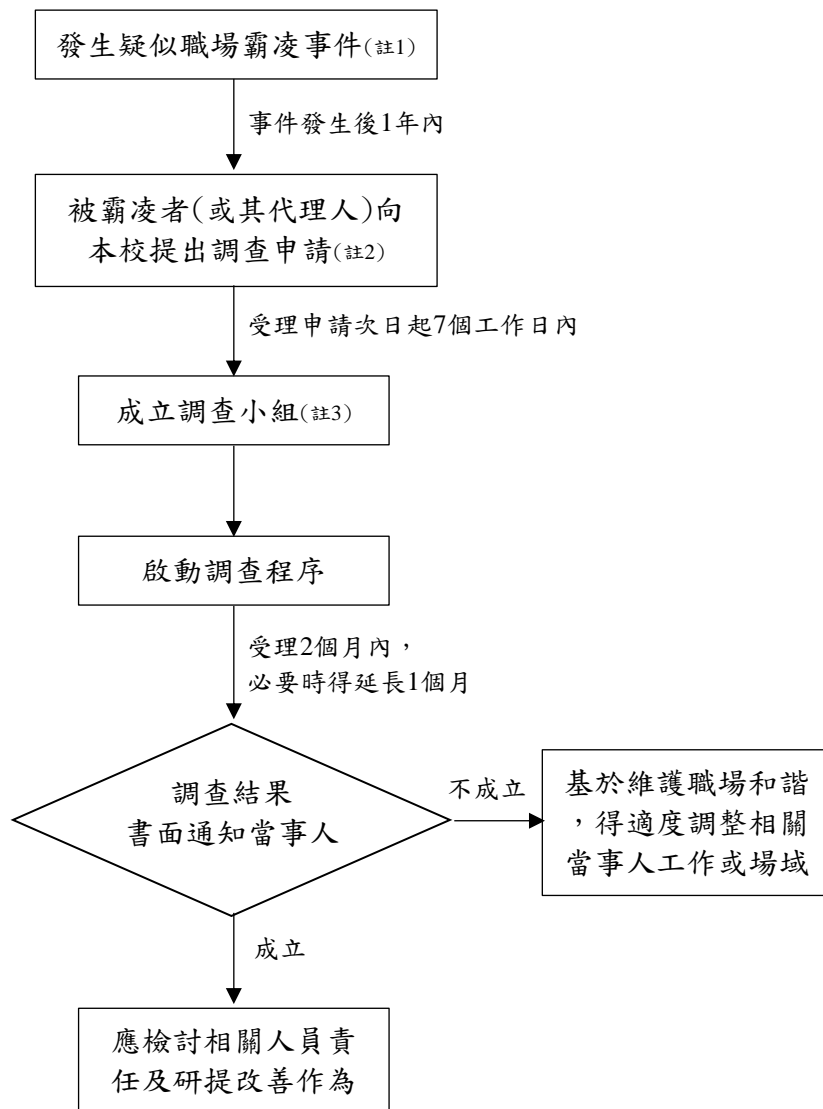 發生疑似職場霸凌事件(註1)
事件發生後1年內
被霸凌者(或其代理人)向
本校提出調查申請(註2)
受理申請次日起7個工作日內
成立調查小組(註3)
啟動調查程序
受理2個月內，
必要時得延長1個月
調查結果
書面通知當事人
不成立
基於維護職場和諧
，得適度調整相關
當事人工作或場域
成立
應檢討相關人員責
任及研提改善作為